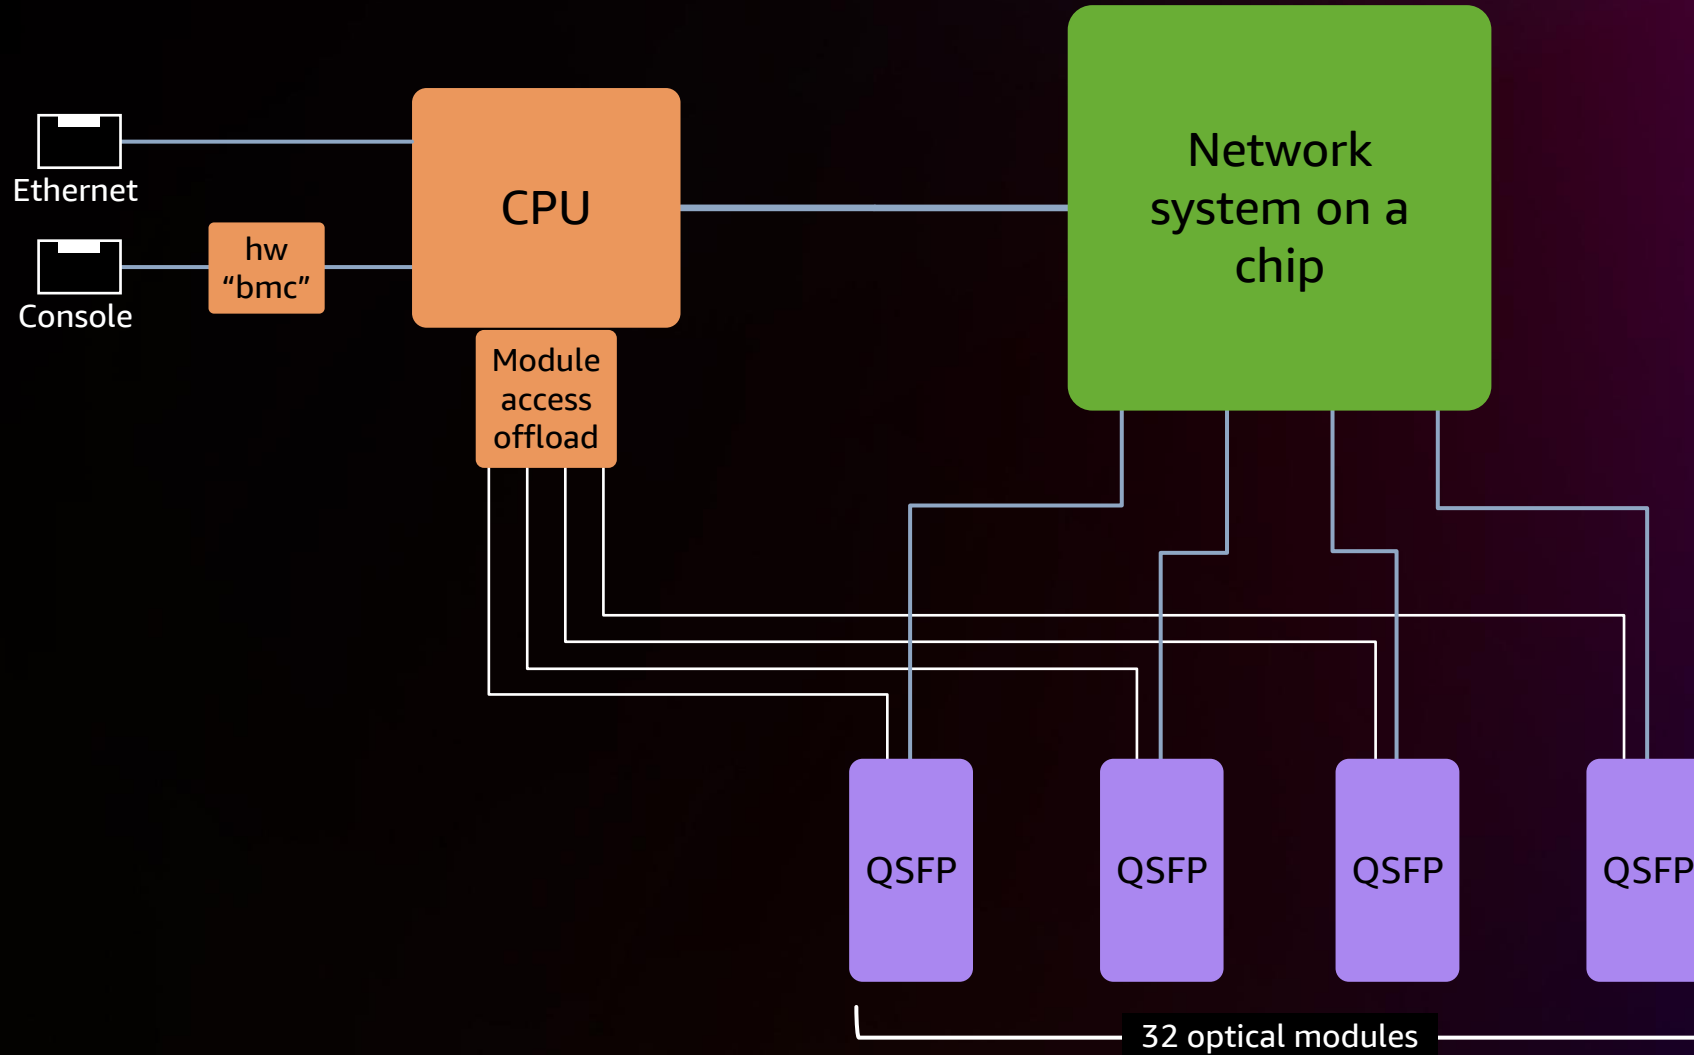 Ethernet
Console
hw
“bmc”
CPU
Module
access
offload
Network
system on a
chip
QSFP
QSFP
QSFP
QSFP
32 optical modules